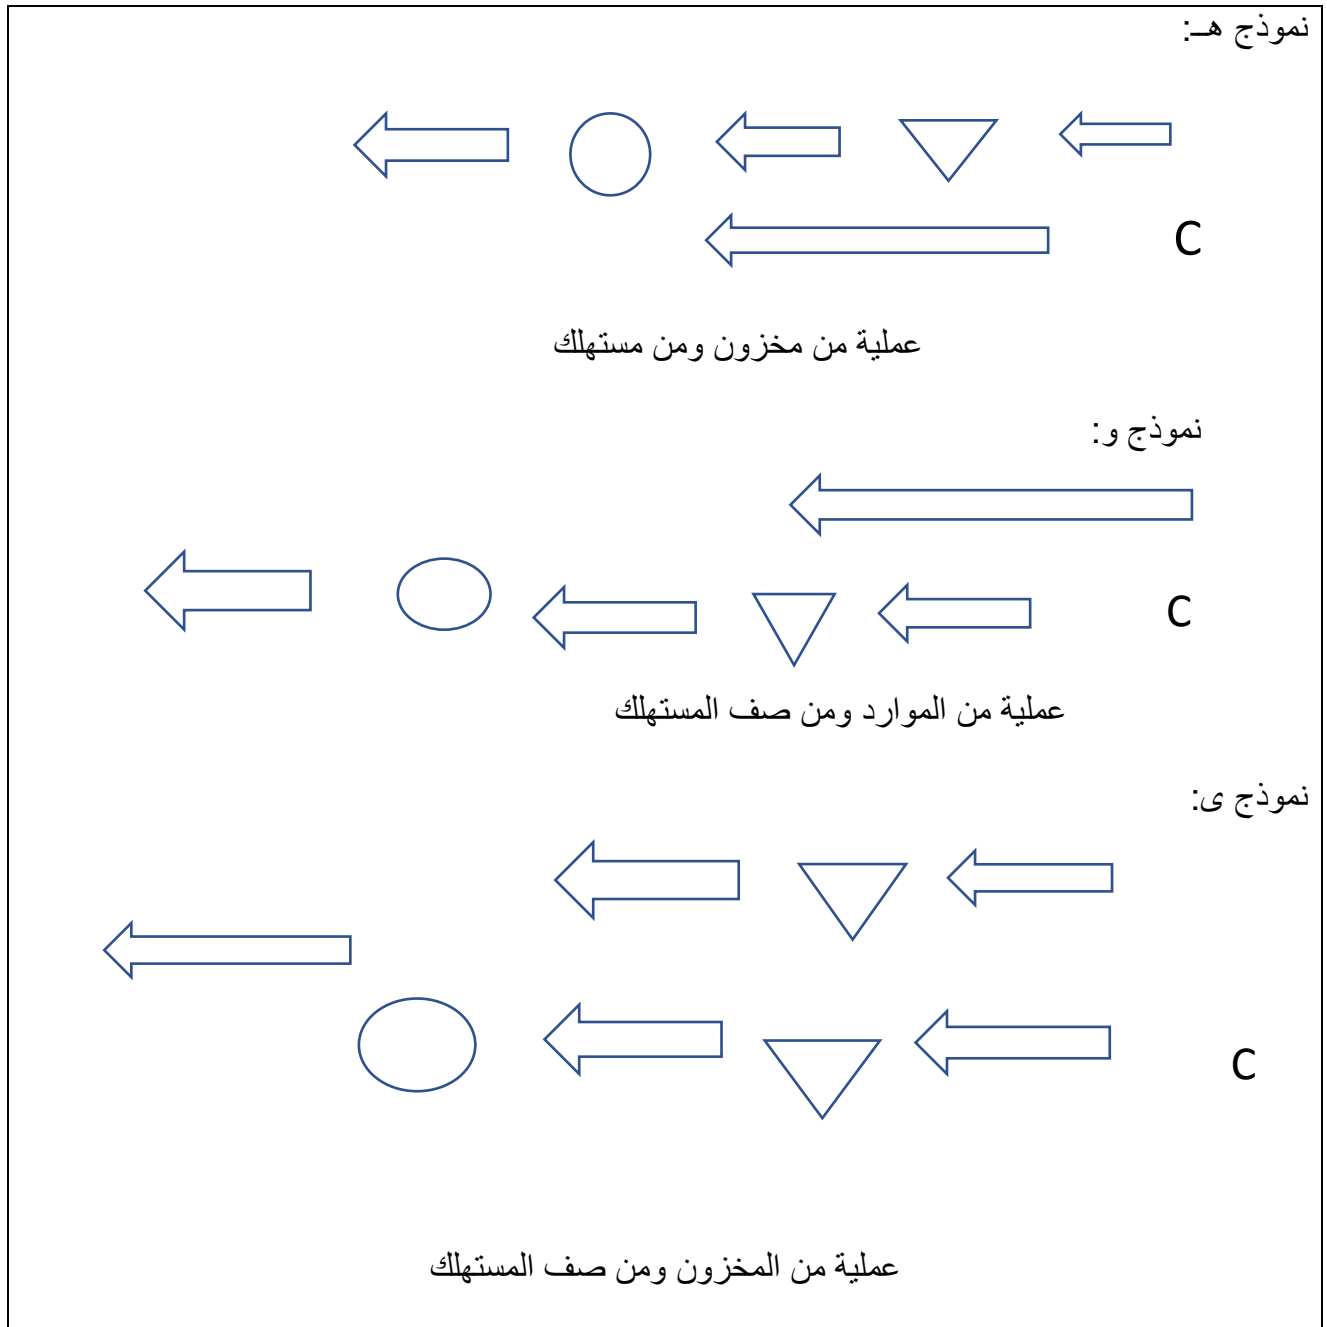 نموذج هـ:
C
عملية من مخزون ومن مستهلك
نموذج و:
C
عملية من الموارد ومن صف المستهلك
نموذج ى:
C
عملية من المخزون ومن صف المستهلك